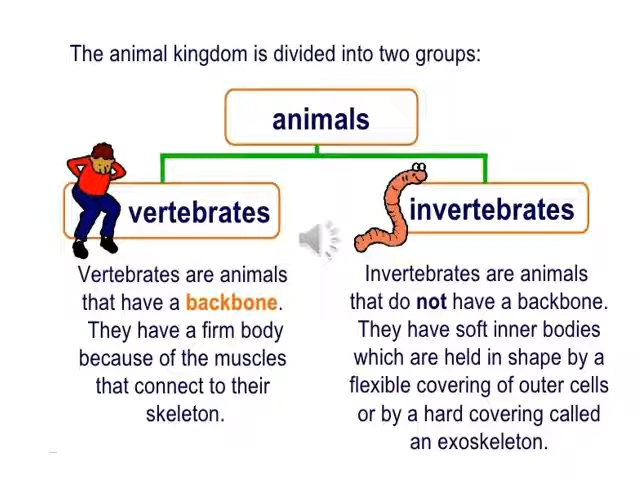 The animal kingdom is divided into two groups:
animals
vertebrates
invertebrates
Vertebrates are animals
that have a backbone.
They have a firm body
because of the muscles
that connect to their
skeleton.
Invertebrates are animals
that do not have a backbone.
They have soft inner bodies
which are held in shape by a
flexible covering of outer cells
or by a hard covering called
an exoskeleton.